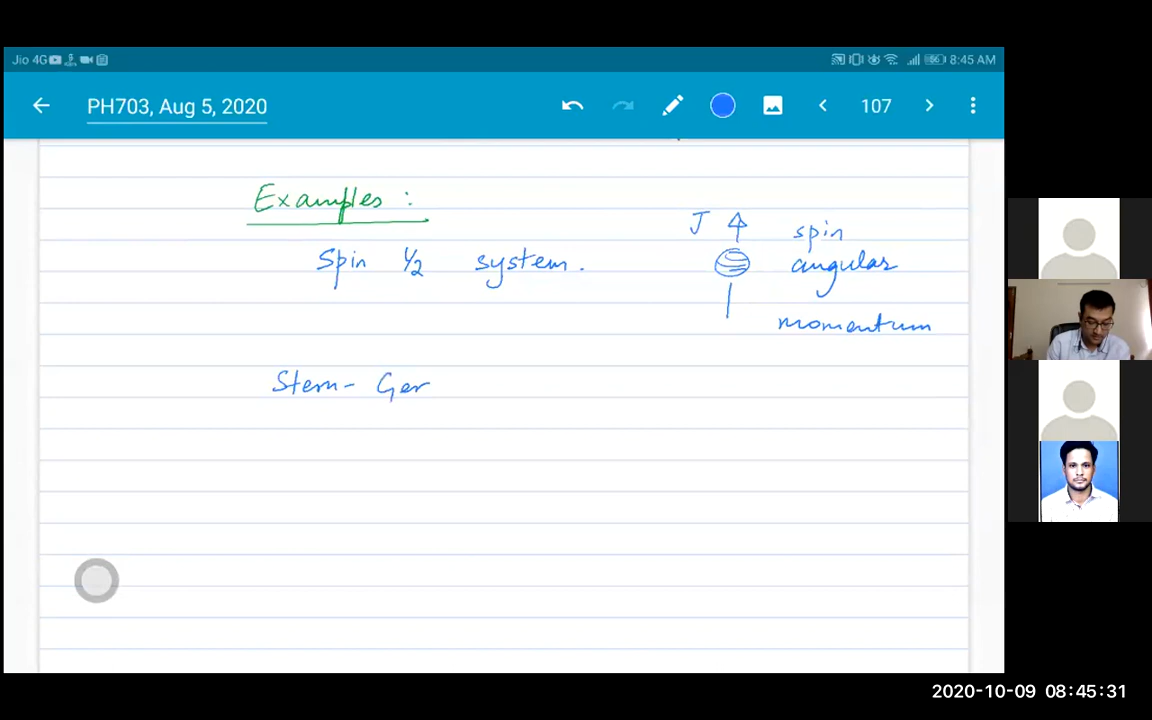 Jio 4G 8:45 AM
PH703, Aug 5, 2020 107
Examples :
J spin
Spin 1/2 system. angular
momentum
Stern- Ger
2020-10-09 08:45:31